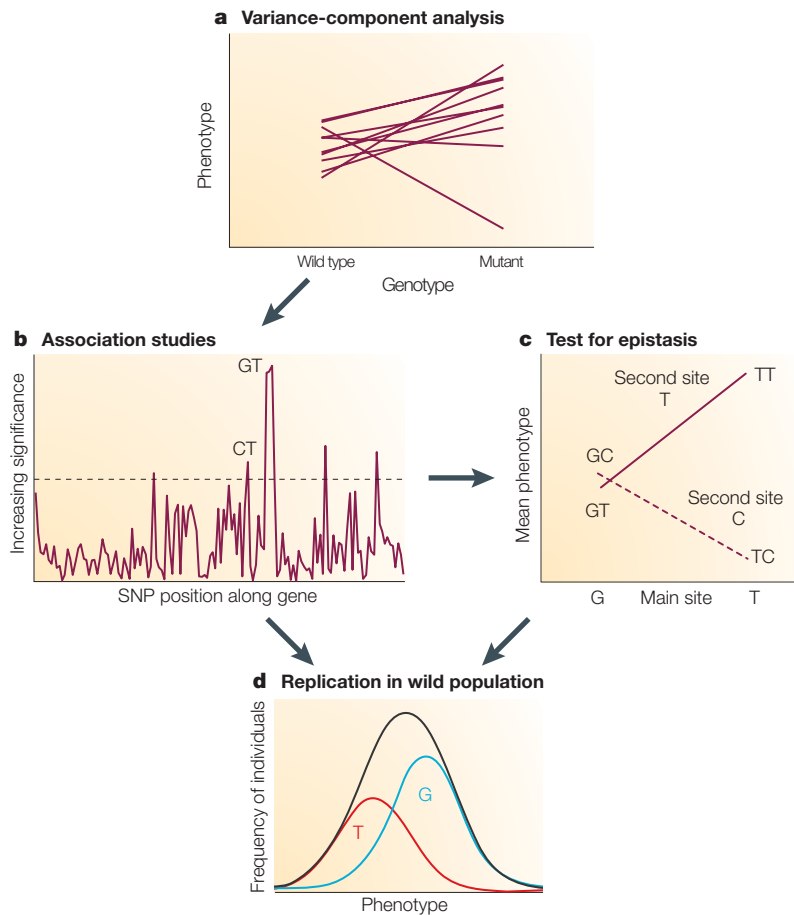 a Variance-component analysis
Phenotype
Wild type
Mutant
Genotype
b Association studies
Increasing significance
GT
CT
SNP position along gene
c Test for epistasis
Mean phenotype
Second site
T
TT
GC
GT
Second site
C
TC
G
Main site
T
d Replication in wild population
Frequency of individuals
G
T
Phenotype